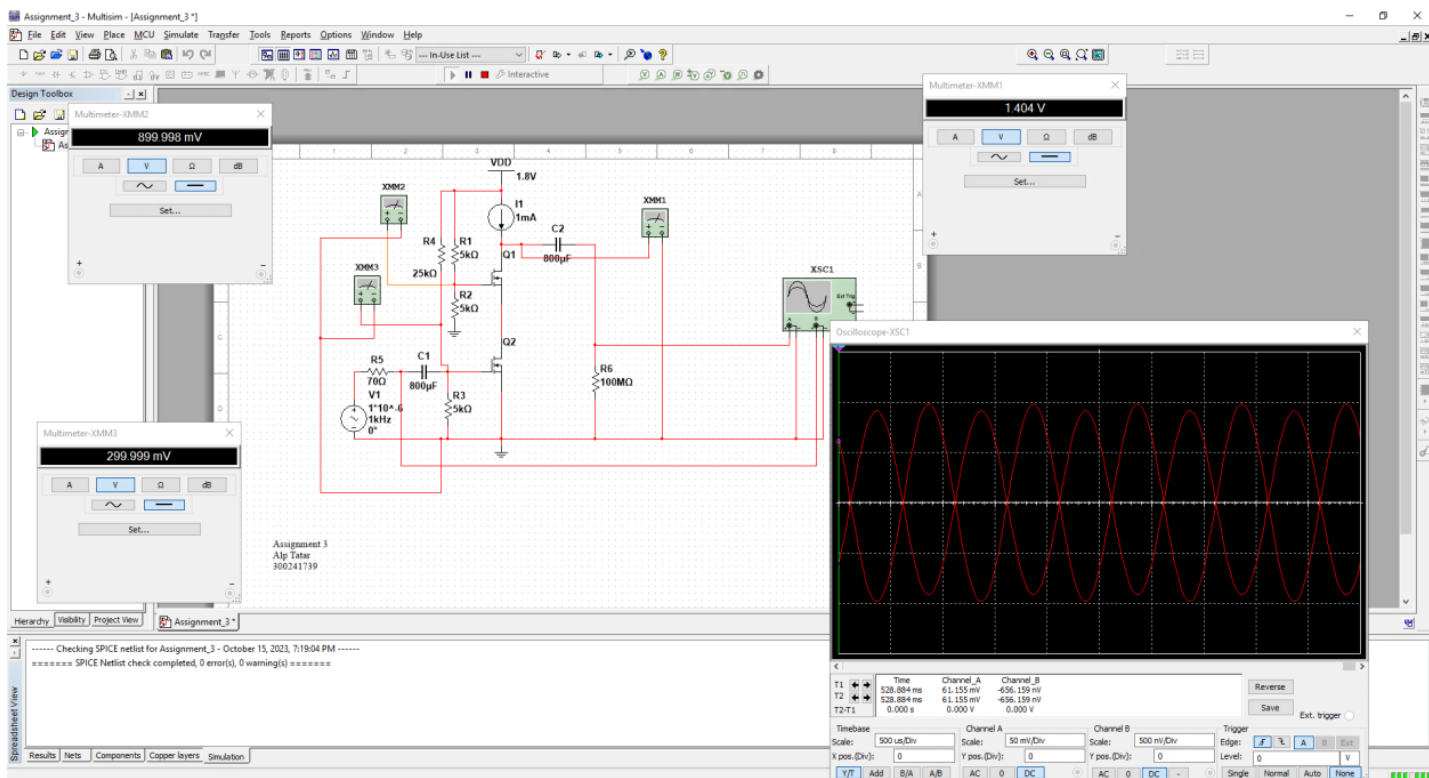 Assignment_3 - Multisim - [Assignment_3 *]
File Edit View Place MCU Simulate Transfer Tools Reports Options Window Help
--- In-Use List ---
Interactive
Design Toolbox
Multimeter-XMM2
899.998 mV
A V Ω dB
Set...
+ −
Multimeter-XMM1
1.404 V
A V Ω dB
Set...
+ −
Multimeter-XMM3
299.999 mV
A V Ω dB
Set...
+ −
VDD
1.8V
XMM2
I1
1mA
XMM1
C2
800µF
R4
25kΩ
R1
5kΩ
Q1
XMM3
R2
5kΩ
XSC1
Ext Trig
A B
Q2
R5
70Ω
C1
800µF
R6
100MΩ
V1
1*10^-6
1kHz
0°
R3
5kΩ
Assignment 3
Alp Tatar
300241739
Oscilloscope-XSC1
Hierarchy Visibility Project View
Assignment_3 *
------ Checking SPICE netlist for Assignment_3 - October 15, 2023, 7:19:04 PM ------
======= SPICE Netlist check completed, 0 error(s), 0 warning(s) =======
Spreadsheet View
Results Nets Components Copper layers Simulation
Time Channel_A Channel_B
T1 528.884 ms 61.155 mV -656.159 nV
T2 528.884 ms 61.155 mV -656.159 nV
T2-T1 0.000 s 0.000 V 0.000 V
Reverse
Save
Ext. trigger
Timebase Channel A Channel B Trigger
Scale: 500 us/Div Scale: 50 mV/Div Scale: 500 nV/Div Edge: A B Ext
X pos.(Div): 0 Y pos.(Div): 0 Y pos.(Div): 0 Level: 0 V
Y/T Add B/A A/B AC 0 DC AC 0 DC - Single Normal Auto None